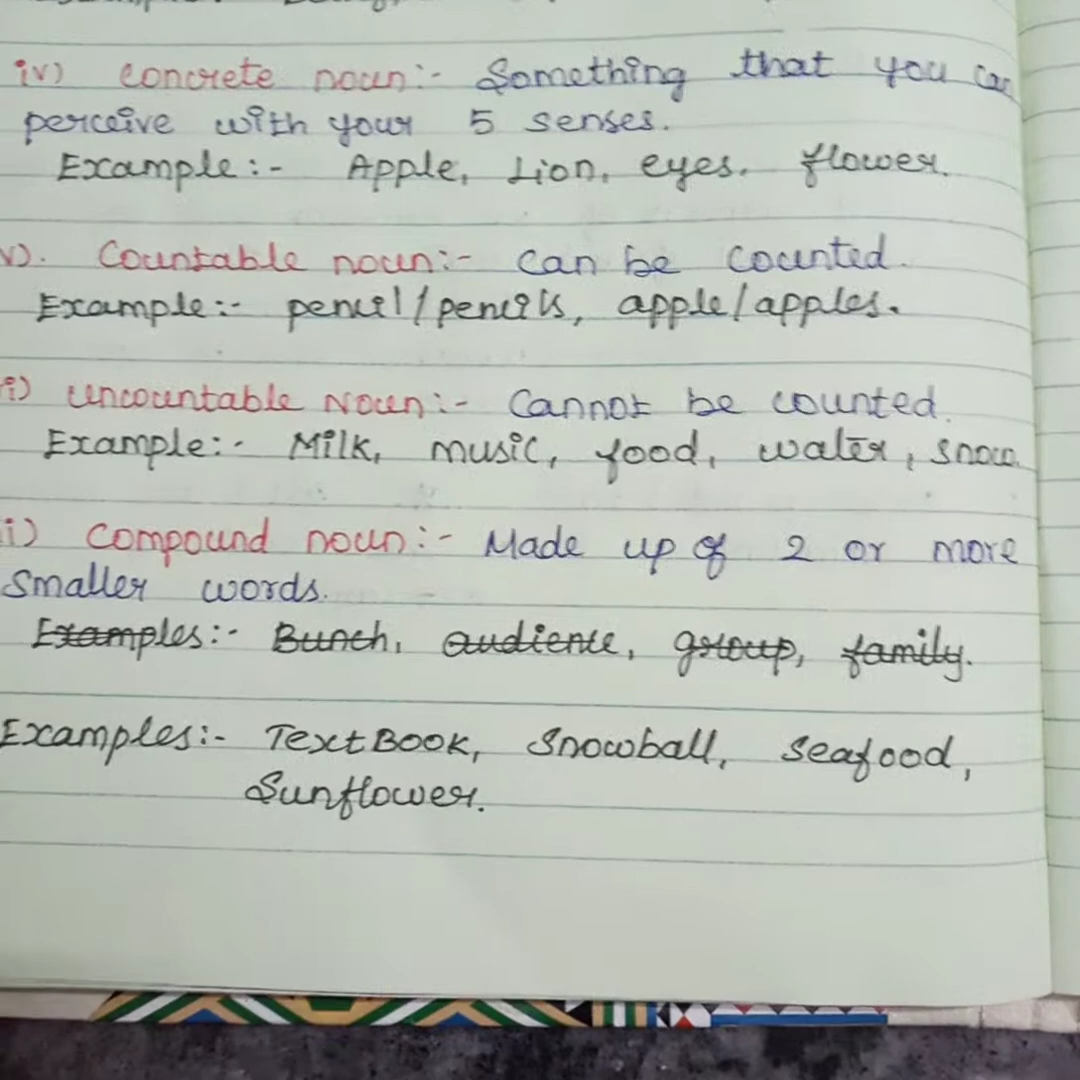 iv) concrete noun:- Something that you can
perceive with your 5 senses.
Example:- Apple, Lion, eyes, flower.
v). Countable noun:- can be counted.
Example:- pencil/pencils, apple/apples.
i) uncountable Noun:- Cannot be counted.
Example:- Milk, music, food, water, snow.
i) compound noun:- Made up of 2 or more
smaller words.
Examples:- Bunch, audience, group, family.
Examples:- TextBook, Snowball, Seafood,
Sunflower.